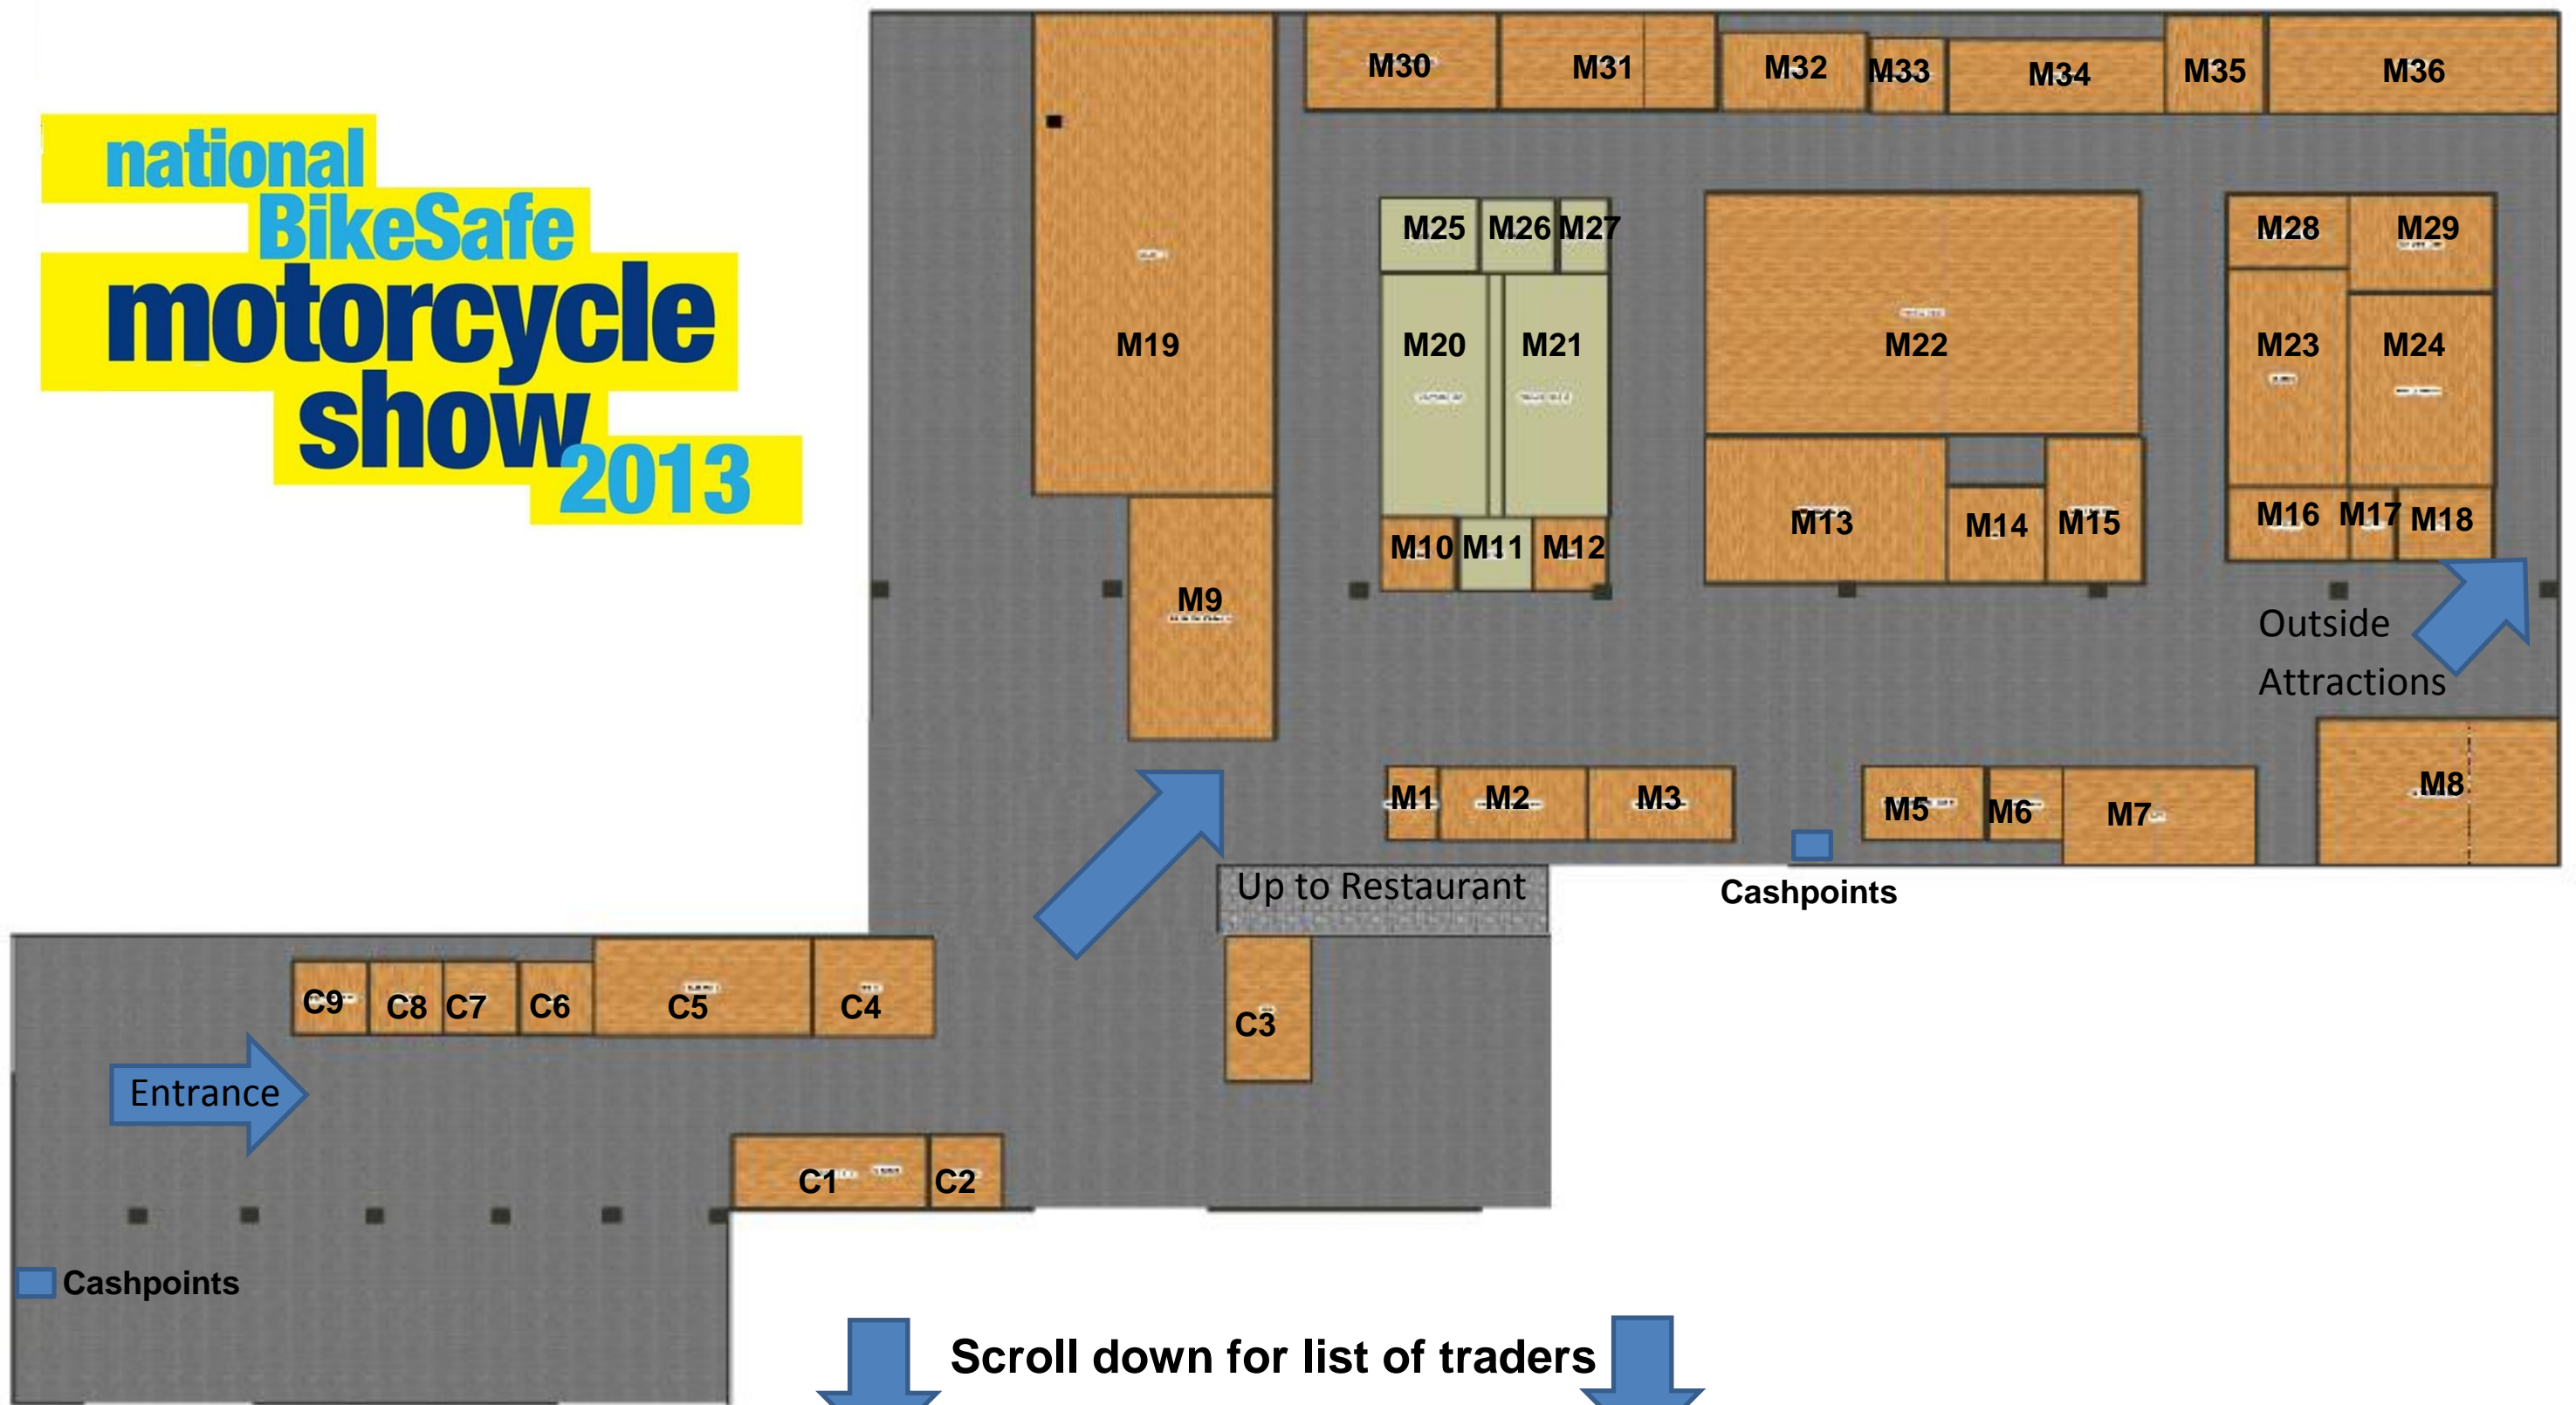 national
BikeSafe
motorcycle
show
2013
M30 M31 M32 M33 M34 M35 M36
M25 M26 M27 M28 M29
M19 M20 M21 M22 M23 M24
M10 M11 M12 M13 M14 M15 M16 M17 M18
M9
Outside
Attractions
M1 M2 M3 M5 M6 M7 M8
Up to Restaurant
Cashpoints
C9 C8 C7 C6 C5 C4 C3
Entrance
C1 C2
Cashpoints
Scroll down for list of traders